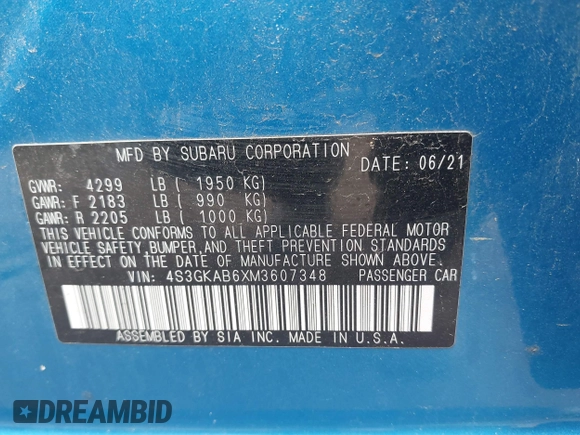 MFD BY SUBARU CORPORATION DATE: 06/21
GVWR: 4299 LB ( 1950 KG)
GAWR: F 2183 LB ( 990 KG)
GAWR: R 2205 LB ( 1000 KG)
THIS VEHICLE CONFORMS TO ALL APPLICABLE FEDERAL MOTOR
VEHICLE SAFETY, BUMPER, AND THEFT PREVENTION STANDARDS
IN EFFECT ON THE DATE OF MANUFACTURE SHOWN ABOVE.
VIN: 4S3GKAB6XM3607348 PASSENGER CAR
ASSEMBLED BY SIA INC. MADE IN U.S.A.
DREAMBID